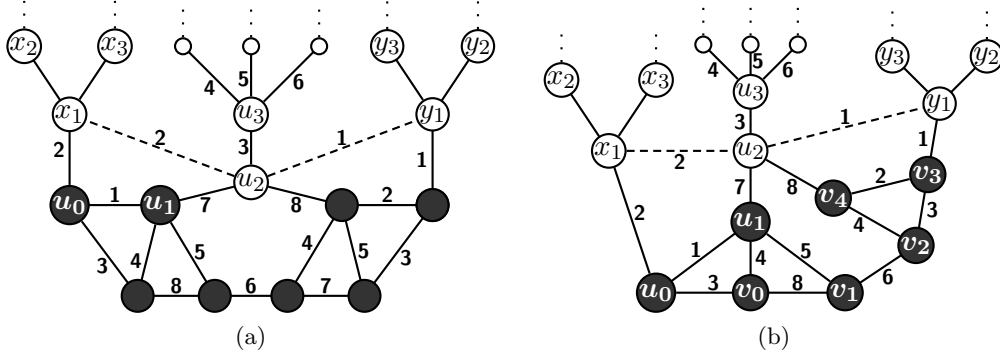 x₂ x₃ y₃ y₂
4 5 6
x₁ u₃ y₁
2 2 3 1 1
u₂
u₀ 1 u₁ 7 8 2
3 4 5 4 5 3
8 6 7
(a)
4 5 6 y₃ y₂
x₂ x₃ u₃
3 1 y₁
x₁ 2 u₂ 1
7 8 2 v₃
2 v₄ 3
u₁ 4 v₂
1 4 5 6
u₀ 3 v₀ 8 v₁
(b)